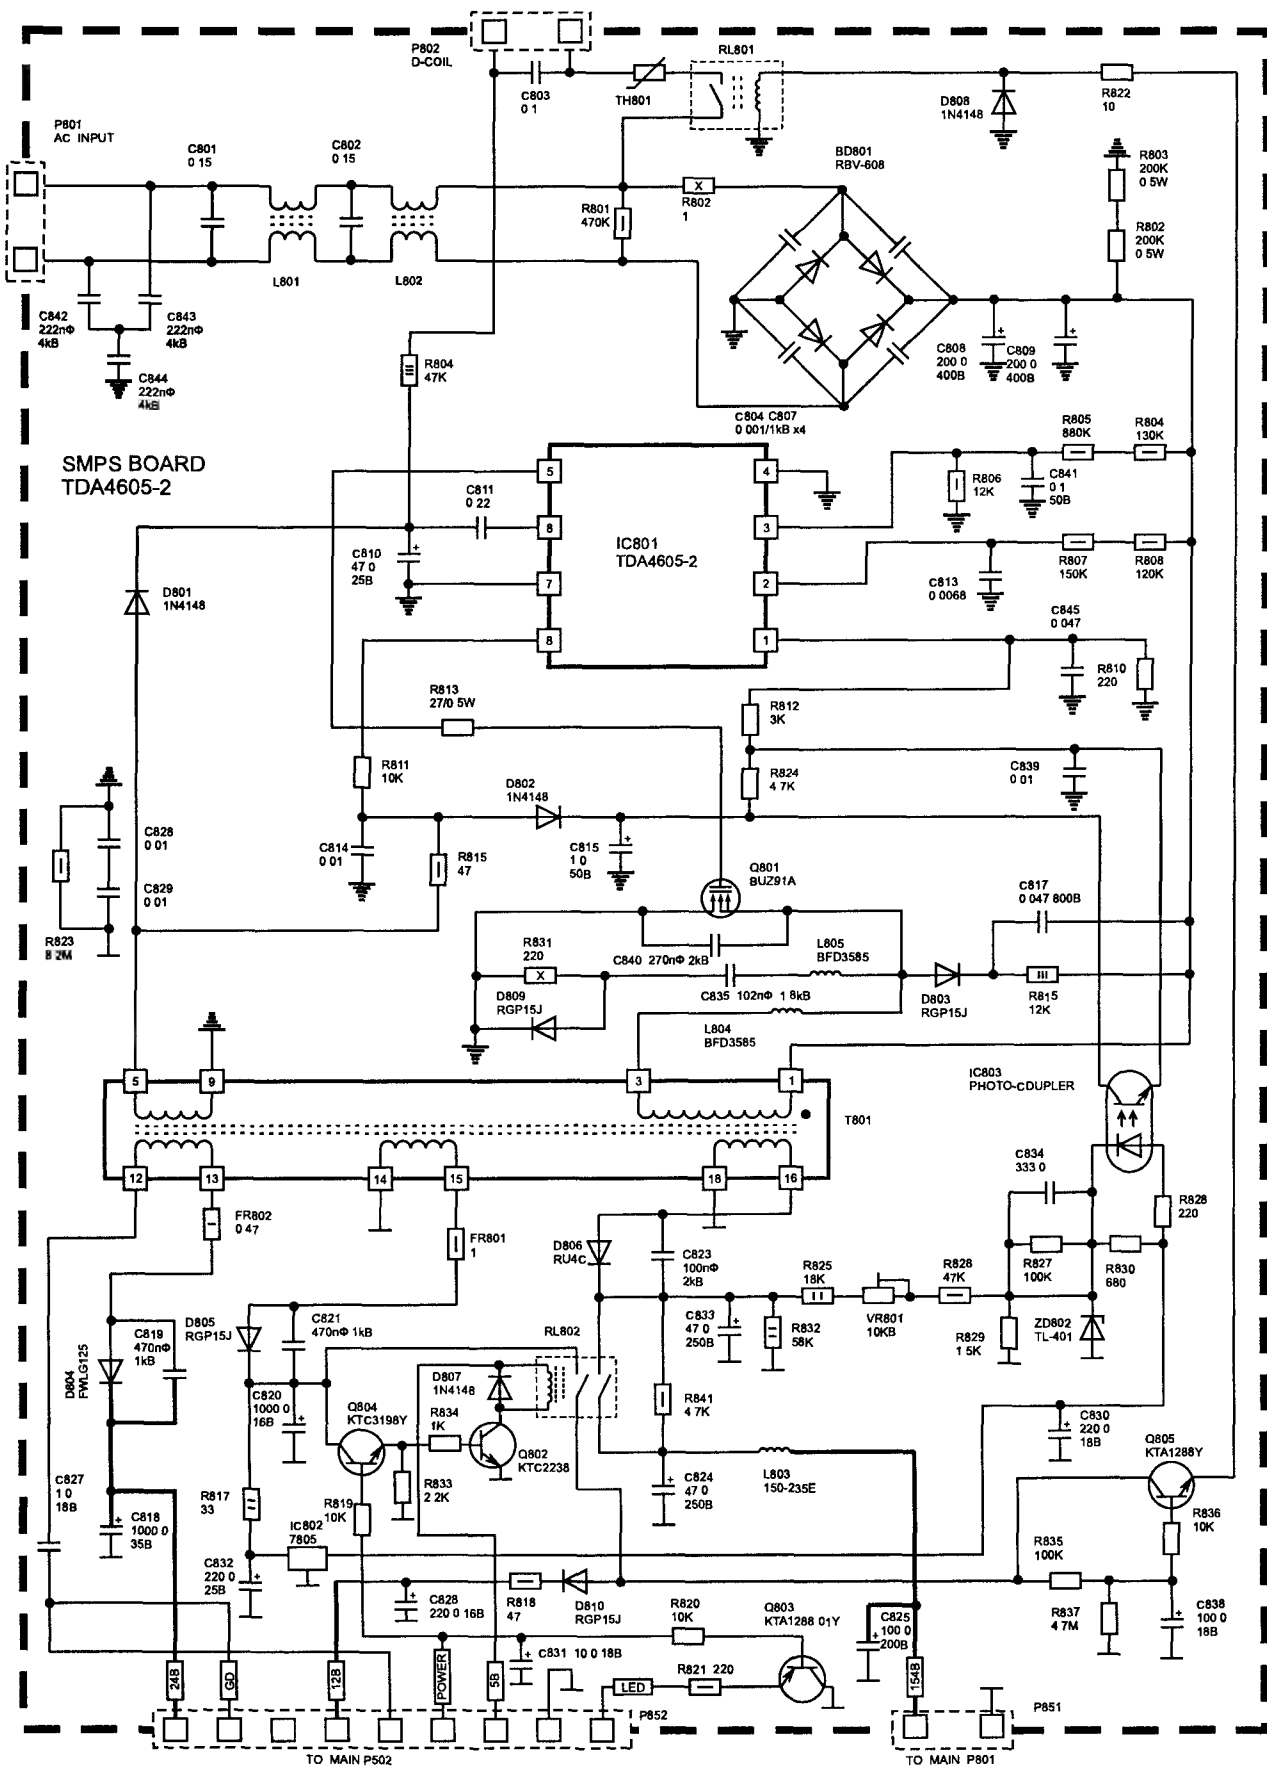 P802
D-COIL
RL801
C803
0 1
TH801
D808
1N4148
R822
10
P801
AC INPUT
C801
0 15
C802
0 15
BD801
RBV-608
R803
200K
0 5W
R801
470K
X
R802
1
R802
200K
0 5W
L801
L802
C842
222nΦ
4kB
C843
222nΦ
4kB
C844
222nΦ
4kB
R804
47K
C808
200 0
400B
C809
200 0
400B
C804 C807
0 001/1kB x4
R805
880K
R804
130K
SMPS BOARD
TDA4605-2
5
4
C811
0 22
R806
12K
C841
0 1
50B
8
3
IC801
TDA4605-2
C810
47 0
25B
R807
150K
R808
120K
7
2
C813
0 0068
D801
1N4148
C845
0 047
8
1
R810
220
R813
27/0 5W
R812
3K
R811
10K
D802
1N4148
R824
4 7K
C839
0 01
C828
0 01
C814
0 01
R815
47
C815
1 0
50B
Q801
BUZ91A
C829
0 01
C817
0 047 800B
R823
8 2M
R831
220
X
C840 270nΦ 2kB
L805
BFD3585
D809
RGP15J
C835 102nΦ 1 8kB
D803
RGP15J
R815
12K
L804
BFD3585
IC803
PHOTO-CDUPLER
5
9
3
1
T801
12
13
14
15
18
16
C834
333 0
R828
220
FR802
0 47
FR801
1
D806
RU4C
C823
100nΦ
2kB
R825
18K
R828
47K
R827
100K
R830
680
VR801
10KB
C819
470nΦ
1kB
D805
RGP15J
C821
470nΦ 1kB
RL802
C833
47 0
250B
R832
58K
R829
1 5K
ZD802
TL-401
D804
FWLG125
C820
1000 0
16B
Q804
KTC3198Y
D807
1N4148
R834
1K
R841
4 7K
Q802
KTC2238
C830
220 0
18B
Q805
KTA1288Y
C827
1 0
18B
R817
33
R833
2 2K
R819
10K
C824
47 0
250B
L803
150-235E
C818
1000 0
35B
IC802
7805
R836
10K
R835
100K
C832
220 0
25B
C828
220 0 16B
R818
47
D810
RGP15J
R820
10K
Q803
KTA1288 01Y
C825
100 0
200B
R837
4 7M
C838
100 0
18B
C831 10 0 18B
24B
GD
12B
POWER
5B
LED
R821 220
154B
P852
P851
TO MAIN P502
TO MAIN P801